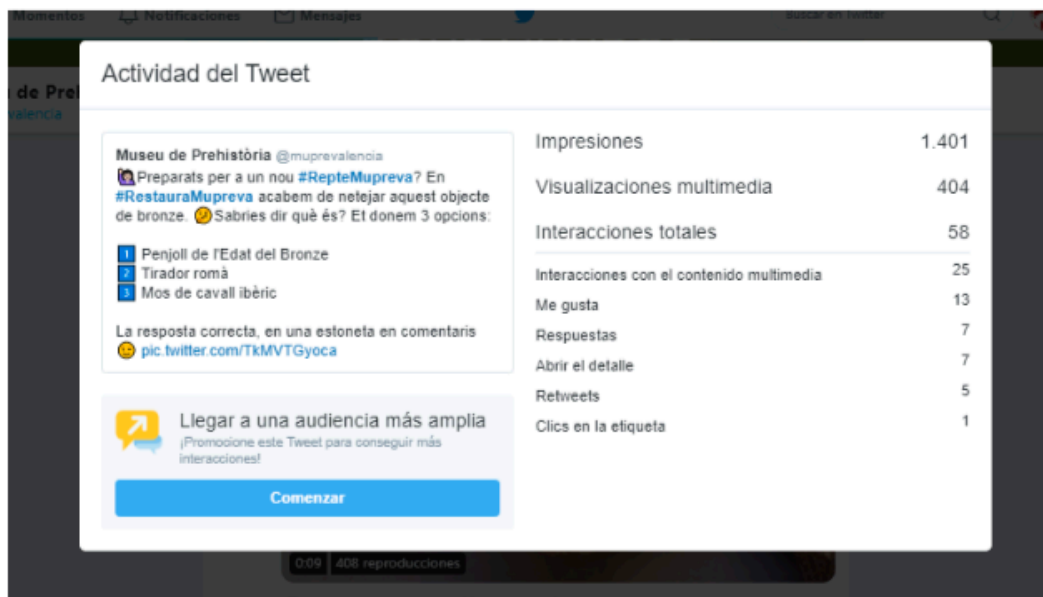 Momentos Notificaciones Mensajes Buscar en Twitter
de Pre
valencia
Actividad del Tweet
Museu de Prehistòria @muprevalencia
Preparats per a un nou #RepteMupreva? En
#RestauraMupreva acabem de netejar aquest objecte
de bronze. Sabries dir què és? Et donem 3 opcions:
1 Penjoll de l'Edat del Bronze
2 Tirador romà
3 Mos de cavall ibèric
La resposta correcta, en una estoneta en comentaris
pic.twitter.com/TkMVTGyoca
Llegar a una audiencia más amplia
¡Promocione este Tweet para conseguir más
interacciones!
Comenzar
Impresiones 1.401
Visualizaciones multimedia 404
Interacciones totales 58
Interacciones con el contenido multimedia 25
Me gusta 13
Respuestas 7
Abrir el detalle 7
Retweets 5
Clics en la etiqueta 1
0:09 408 reproducciones